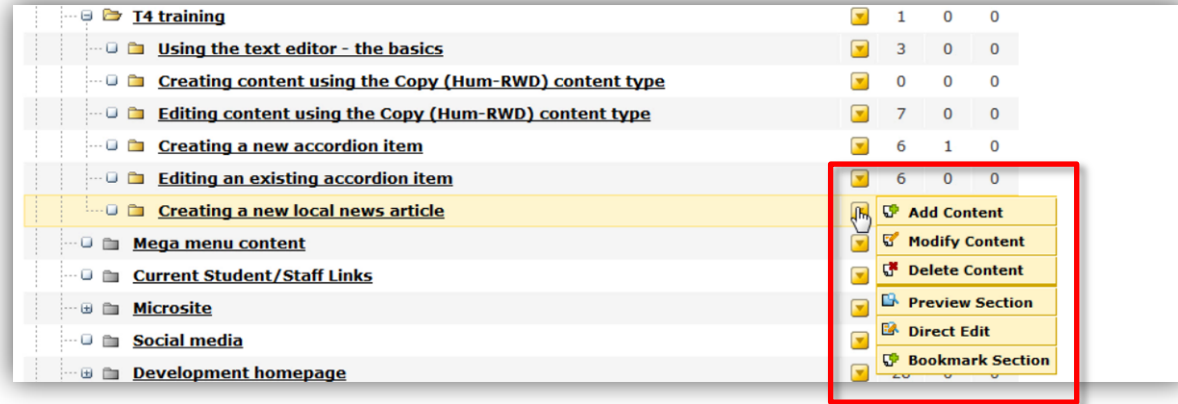 T4 training 1 0 0
Using the text editor - the basics 3 0 0
Creating content using the Copy (Hum-RWD) content type 0 0 0
Editing content using the Copy (Hum-RWD) content type 7 0 0
Creating a new accordion item 6 1 0
Editing an existing accordion item 6 0 0
Creating a new local news article Add Content
Mega menu content Modify Content
Current Student/Staff Links Delete Content
Microsite Preview Section
Social media Direct Edit
Development homepage Bookmark Section